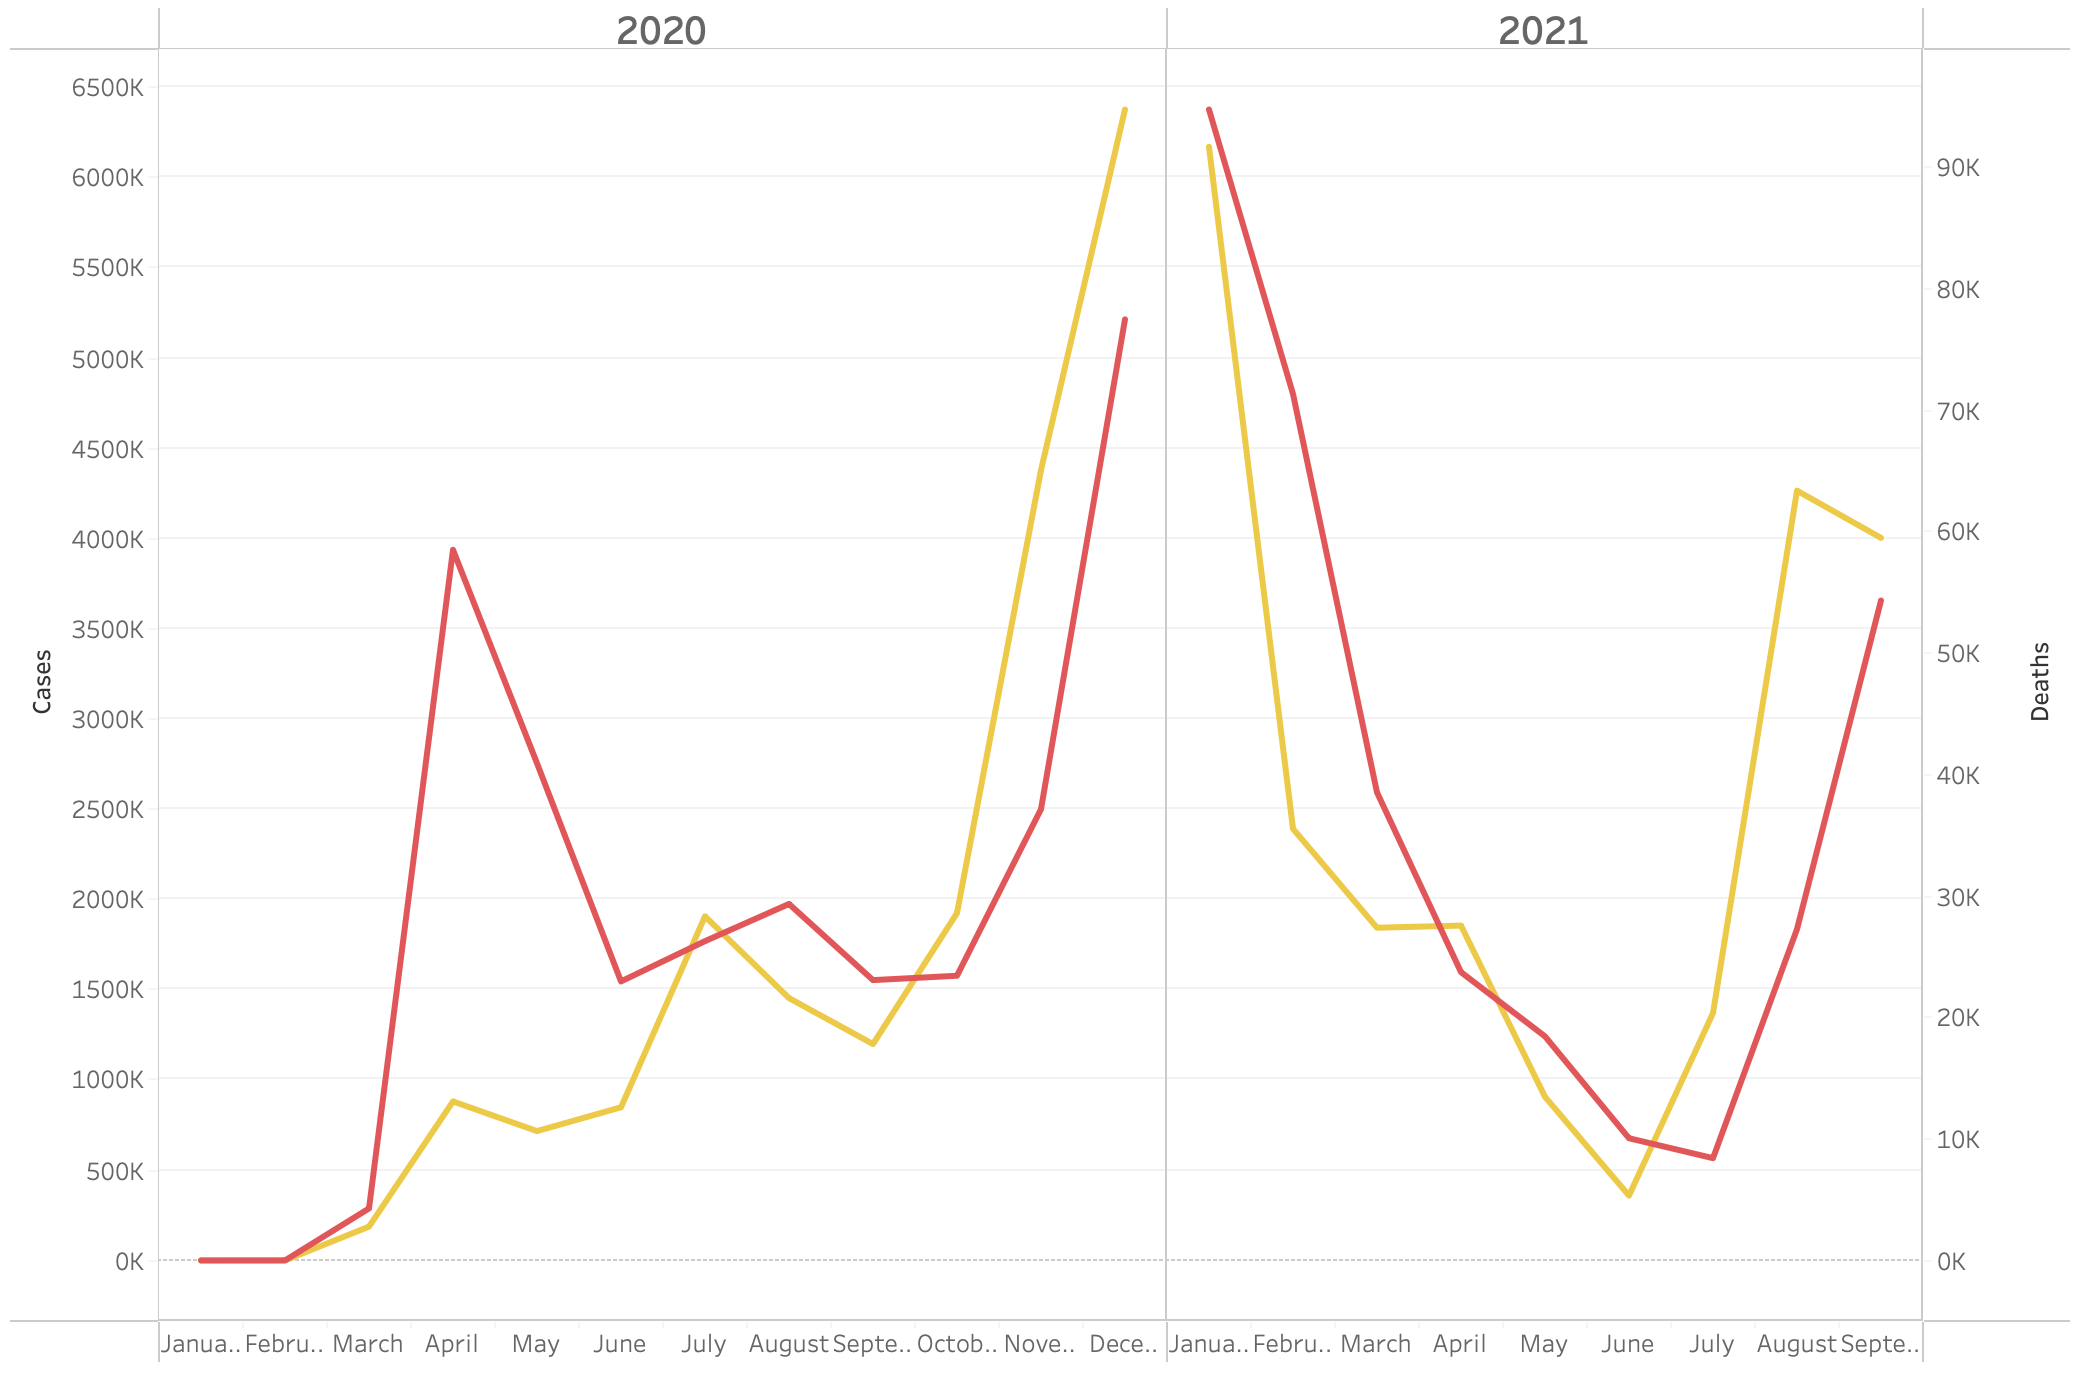 2020 2021
6500K
6000K
5500K
5000K
4500K
4000K
3500K
3000K
2500K
2000K
1500K
1000K
500K
0K
Cases
90K
80K
70K
60K
50K
40K
30K
20K
10K
0K
Deaths
Janua.. Febru.. March April May June July August Septe.. Octob.. Nove.. Dece.. Janua.. Febru.. March April May June July August Septe..